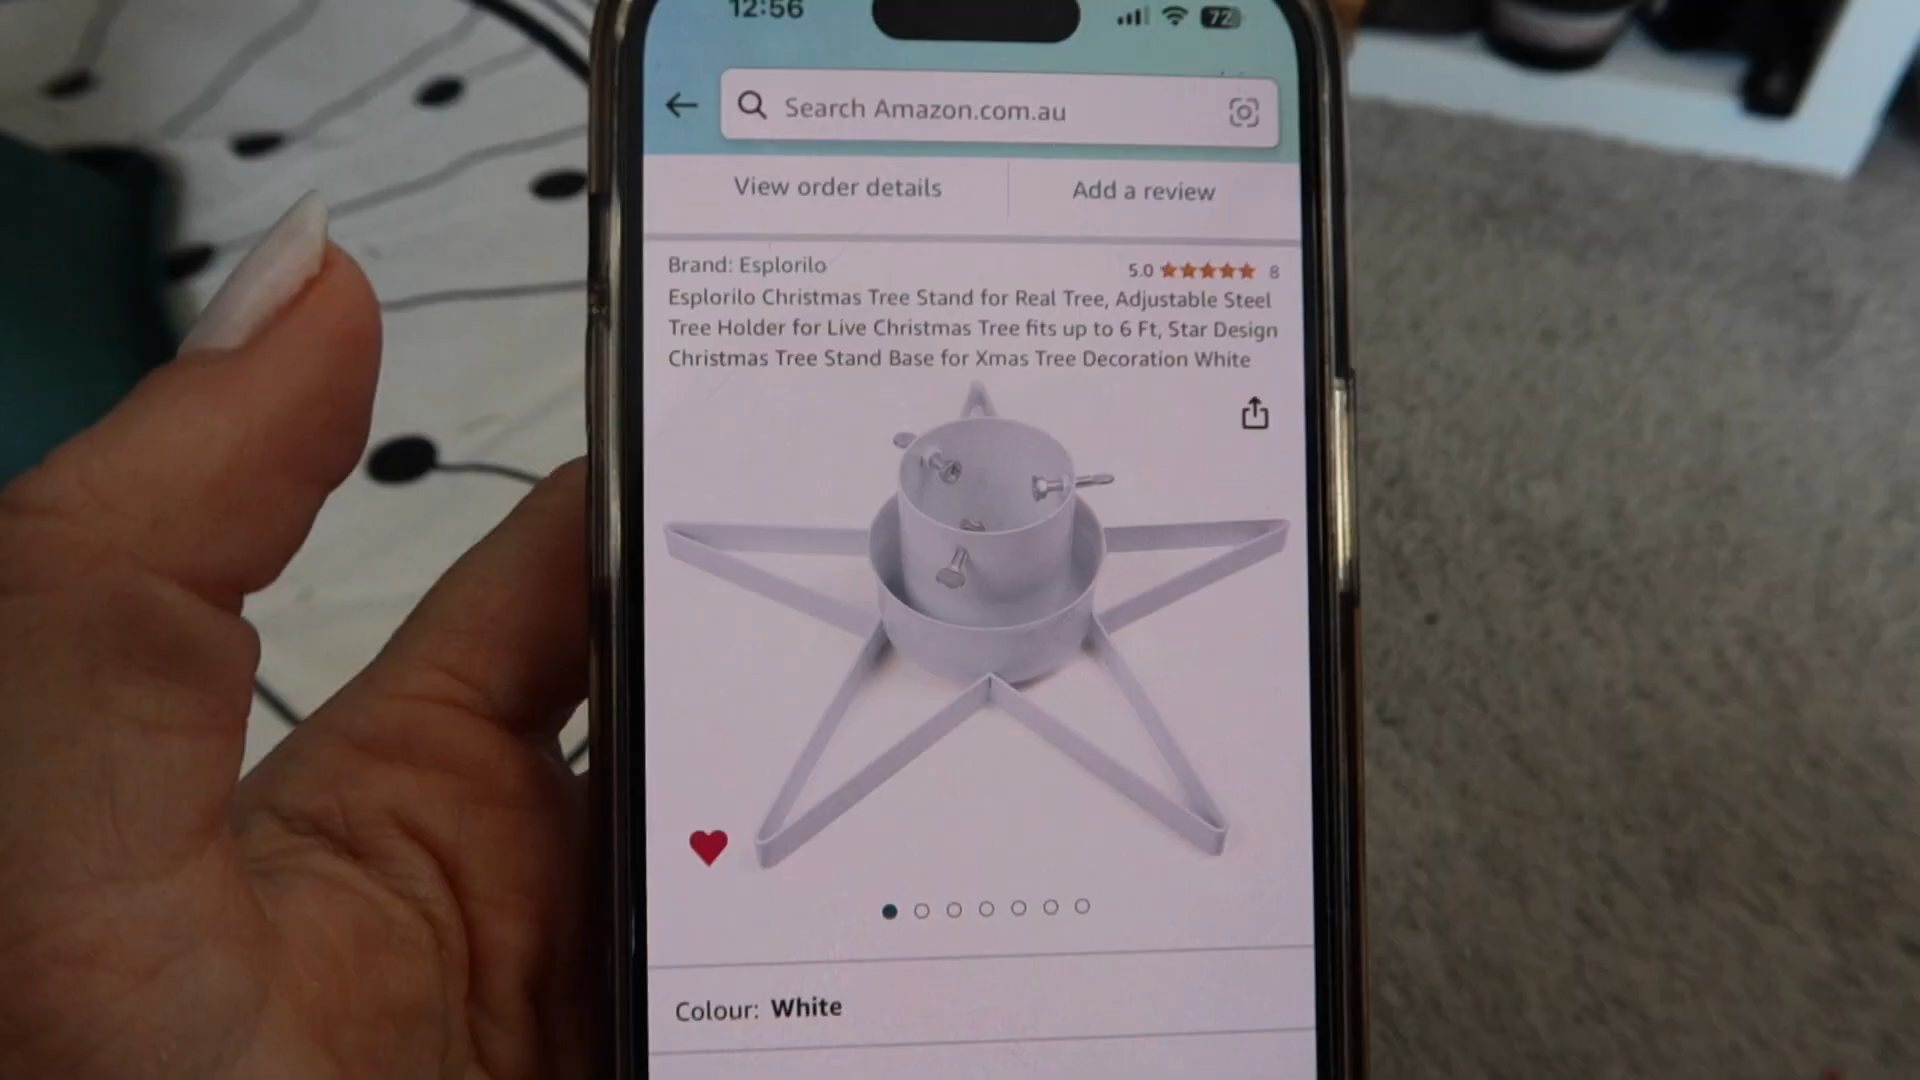 12:56
72
Search Amazon.com.au
View order details
Add a review
Brand: Esplorilo
5.0
8
Esplorilo Christmas Tree Stand for Real Tree, Adjustable Steel
Tree Holder for Live Christmas Tree fits up to 6 Ft, Star Design
Christmas Tree Stand Base for Xmas Tree Decoration White
Colour: White